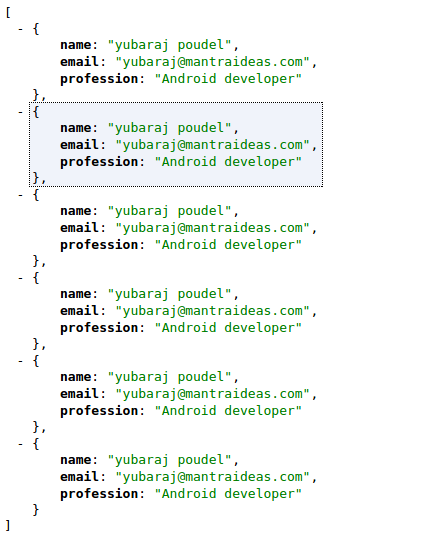 [
- {
name: "yubaraj poudel",
email: "yubaraj@mantraideas.com",
profession: "Android developer"
},
- {
name: "yubaraj poudel",
email: "yubaraj@mantraideas.com",
profession: "Android developer"
},
- {
name: "yubaraj poudel",
email: "yubaraj@mantraideas.com",
profession: "Android developer"
},
- {
name: "yubaraj poudel",
email: "yubaraj@mantraideas.com",
profession: "Android developer"
},
- {
name: "yubaraj poudel",
email: "yubaraj@mantraideas.com",
profession: "Android developer"
},
- {
name: "yubaraj poudel",
email: "yubaraj@mantraideas.com",
profession: "Android developer"
}
]